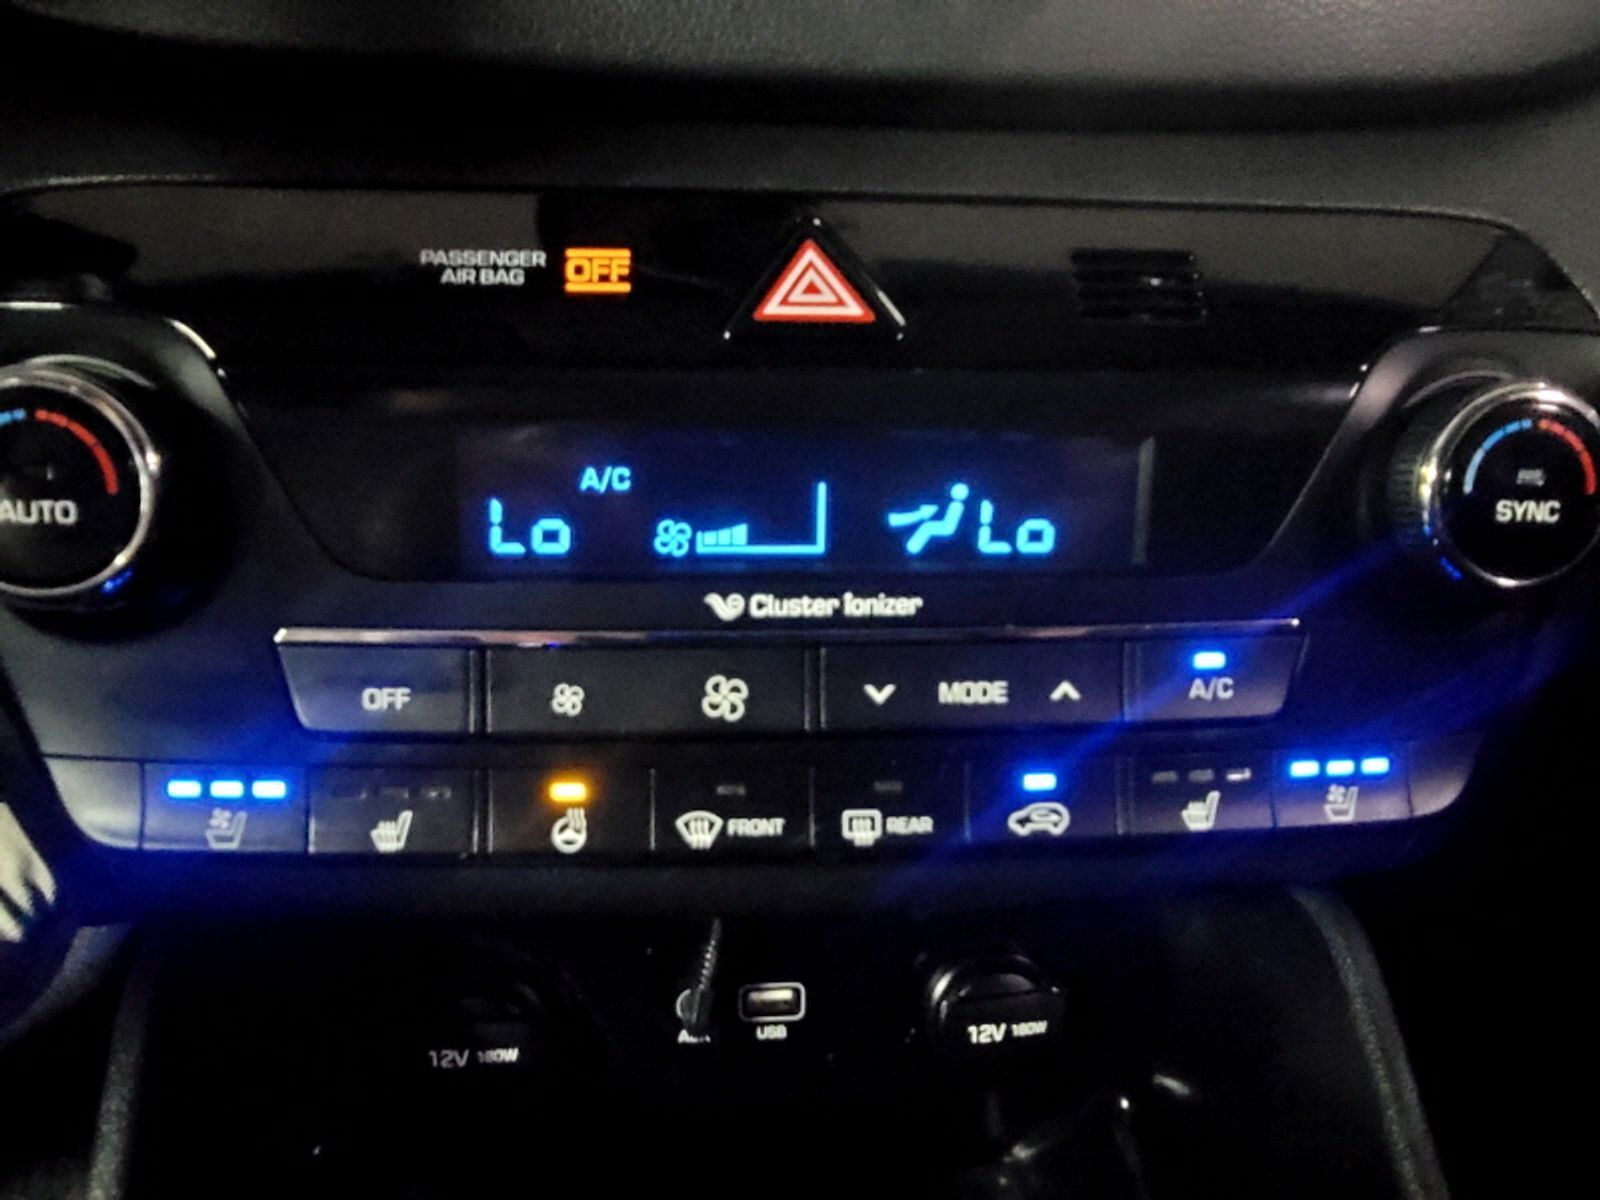 PASSENGER
AIR BAG OFF
A/C
Lo Lo
AUTO
SYNC
Cluster ionizer
OFF MODE A/C
FRONT REAR
AUX USB
12V 180W
12V 180W